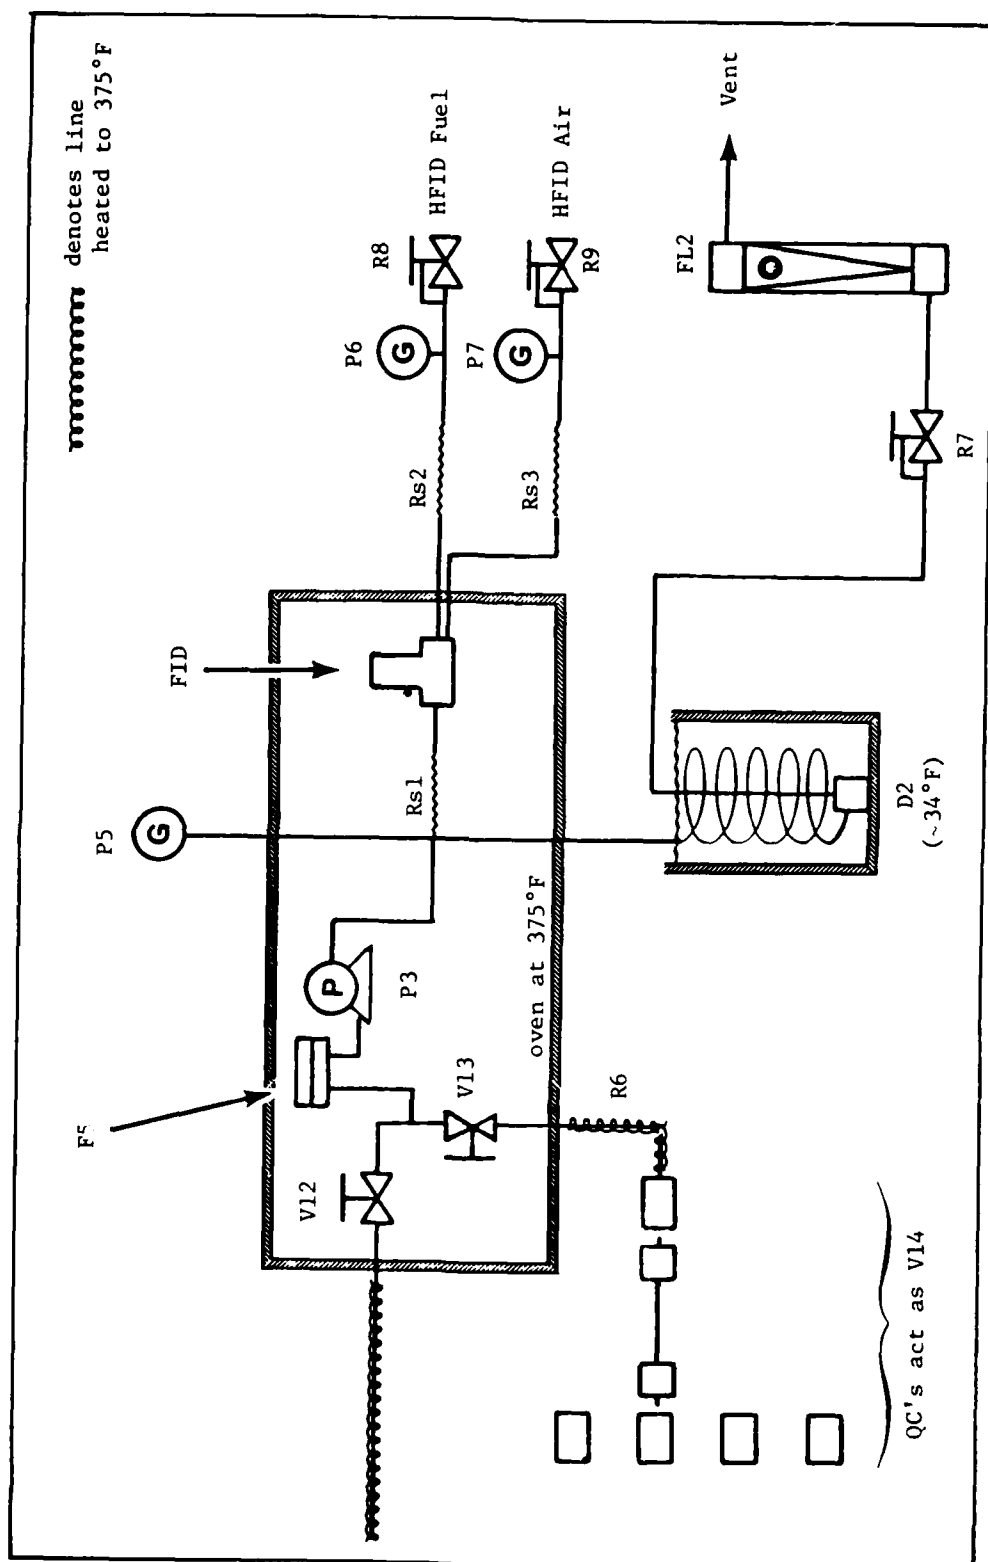 denotes line
heated to 375°F
HFID Fuel
HFID Air
Vent
R8
R9
FL2
P6
P7
G
G
R7
Rs2
Rs3
FID
Rs1
P5
G
D2
(~34°F)
P
P3
oven at 375°F
F5
V13
R6
V12
QC's act as V14